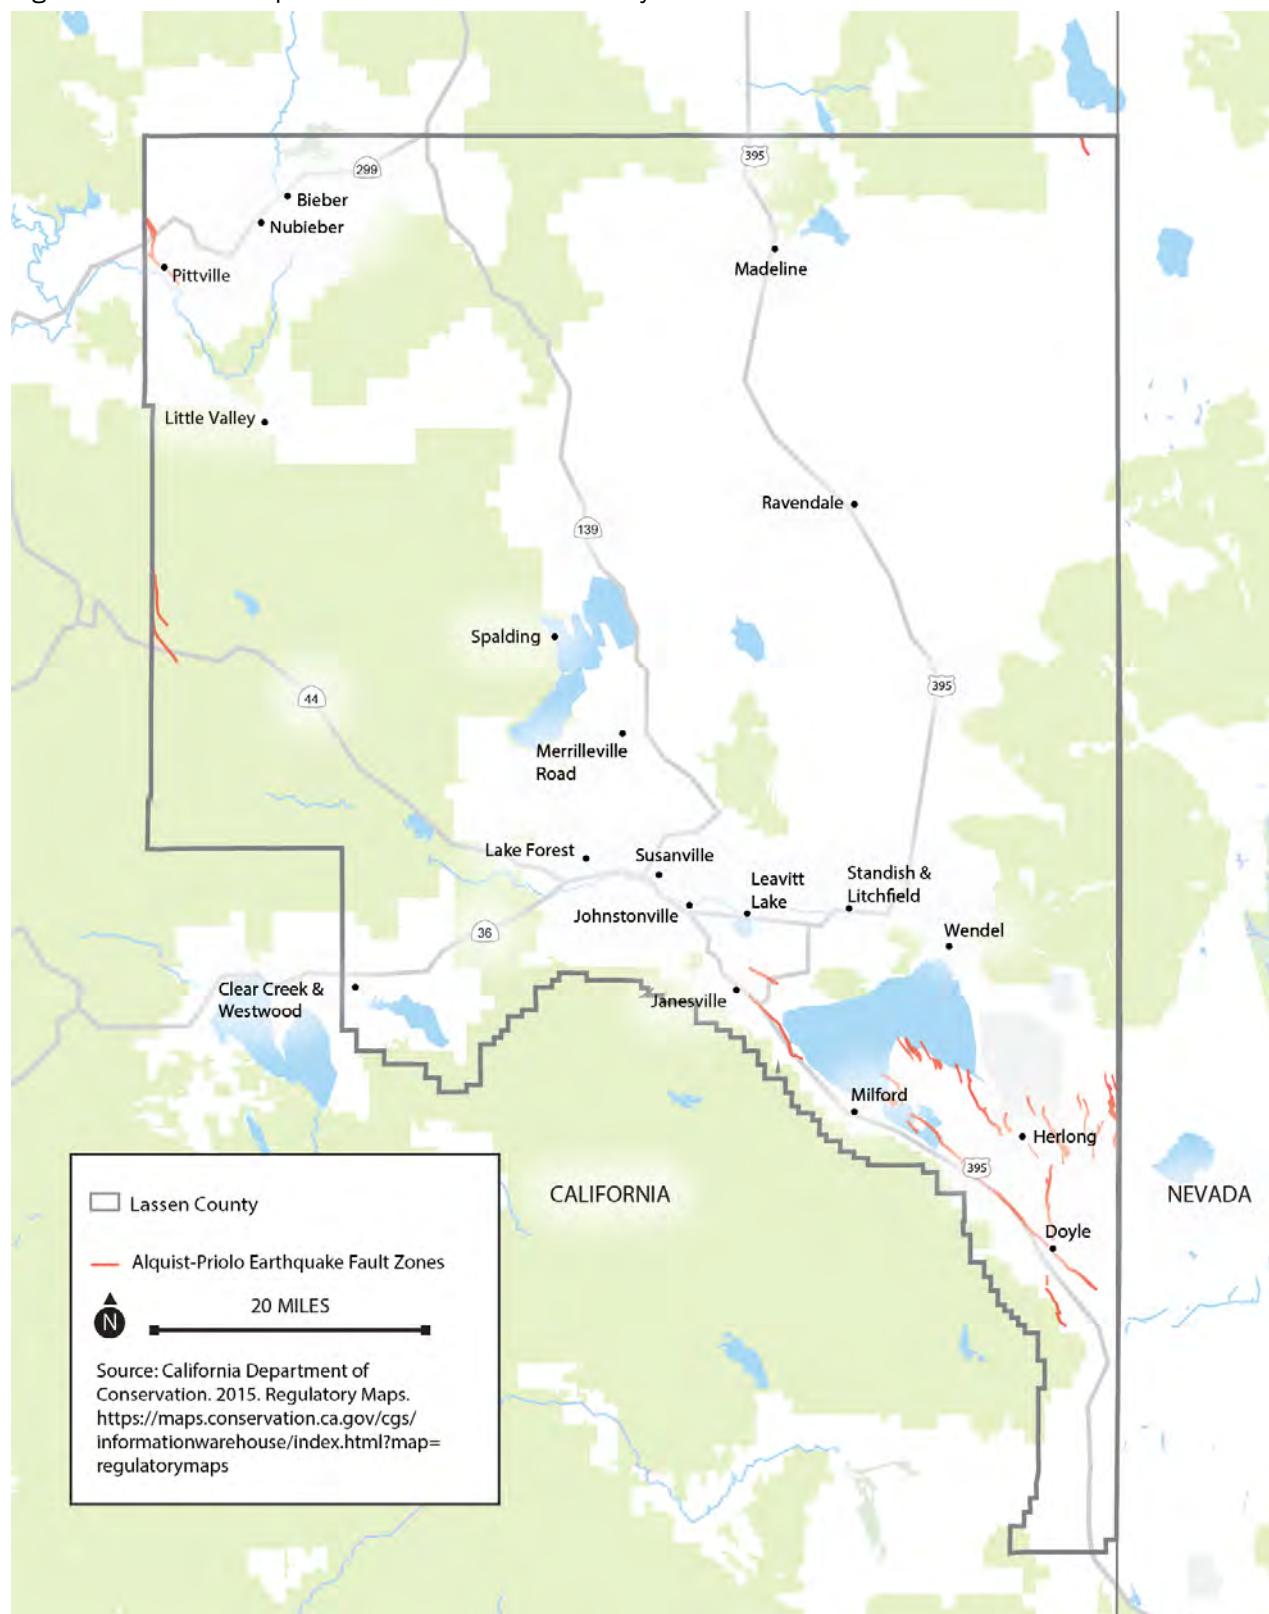 299
395
Bieber
Nubieber
Pittville
Madeline
Little Valley
Ravendale
139
Spalding
395
44
Merrilleville
Road
Lake Forest
Susanville
Leavitt
Lake
Standish &
Litchfield
Johnstonville
36
Wendel
Clear Creek &
Westwood
Janesville
Milford
Herlong
395
CALIFORNIA
NEVADA
Doyle
Lassen County
Alquist-Priolo Earthquake Fault Zones
N
20 MILES
Source: California Department of
Conservation. 2015. Regulatory Maps.
https://maps.conservation.ca.gov/cgs/
informationwarehouse/index.html?map=
regulatorymaps